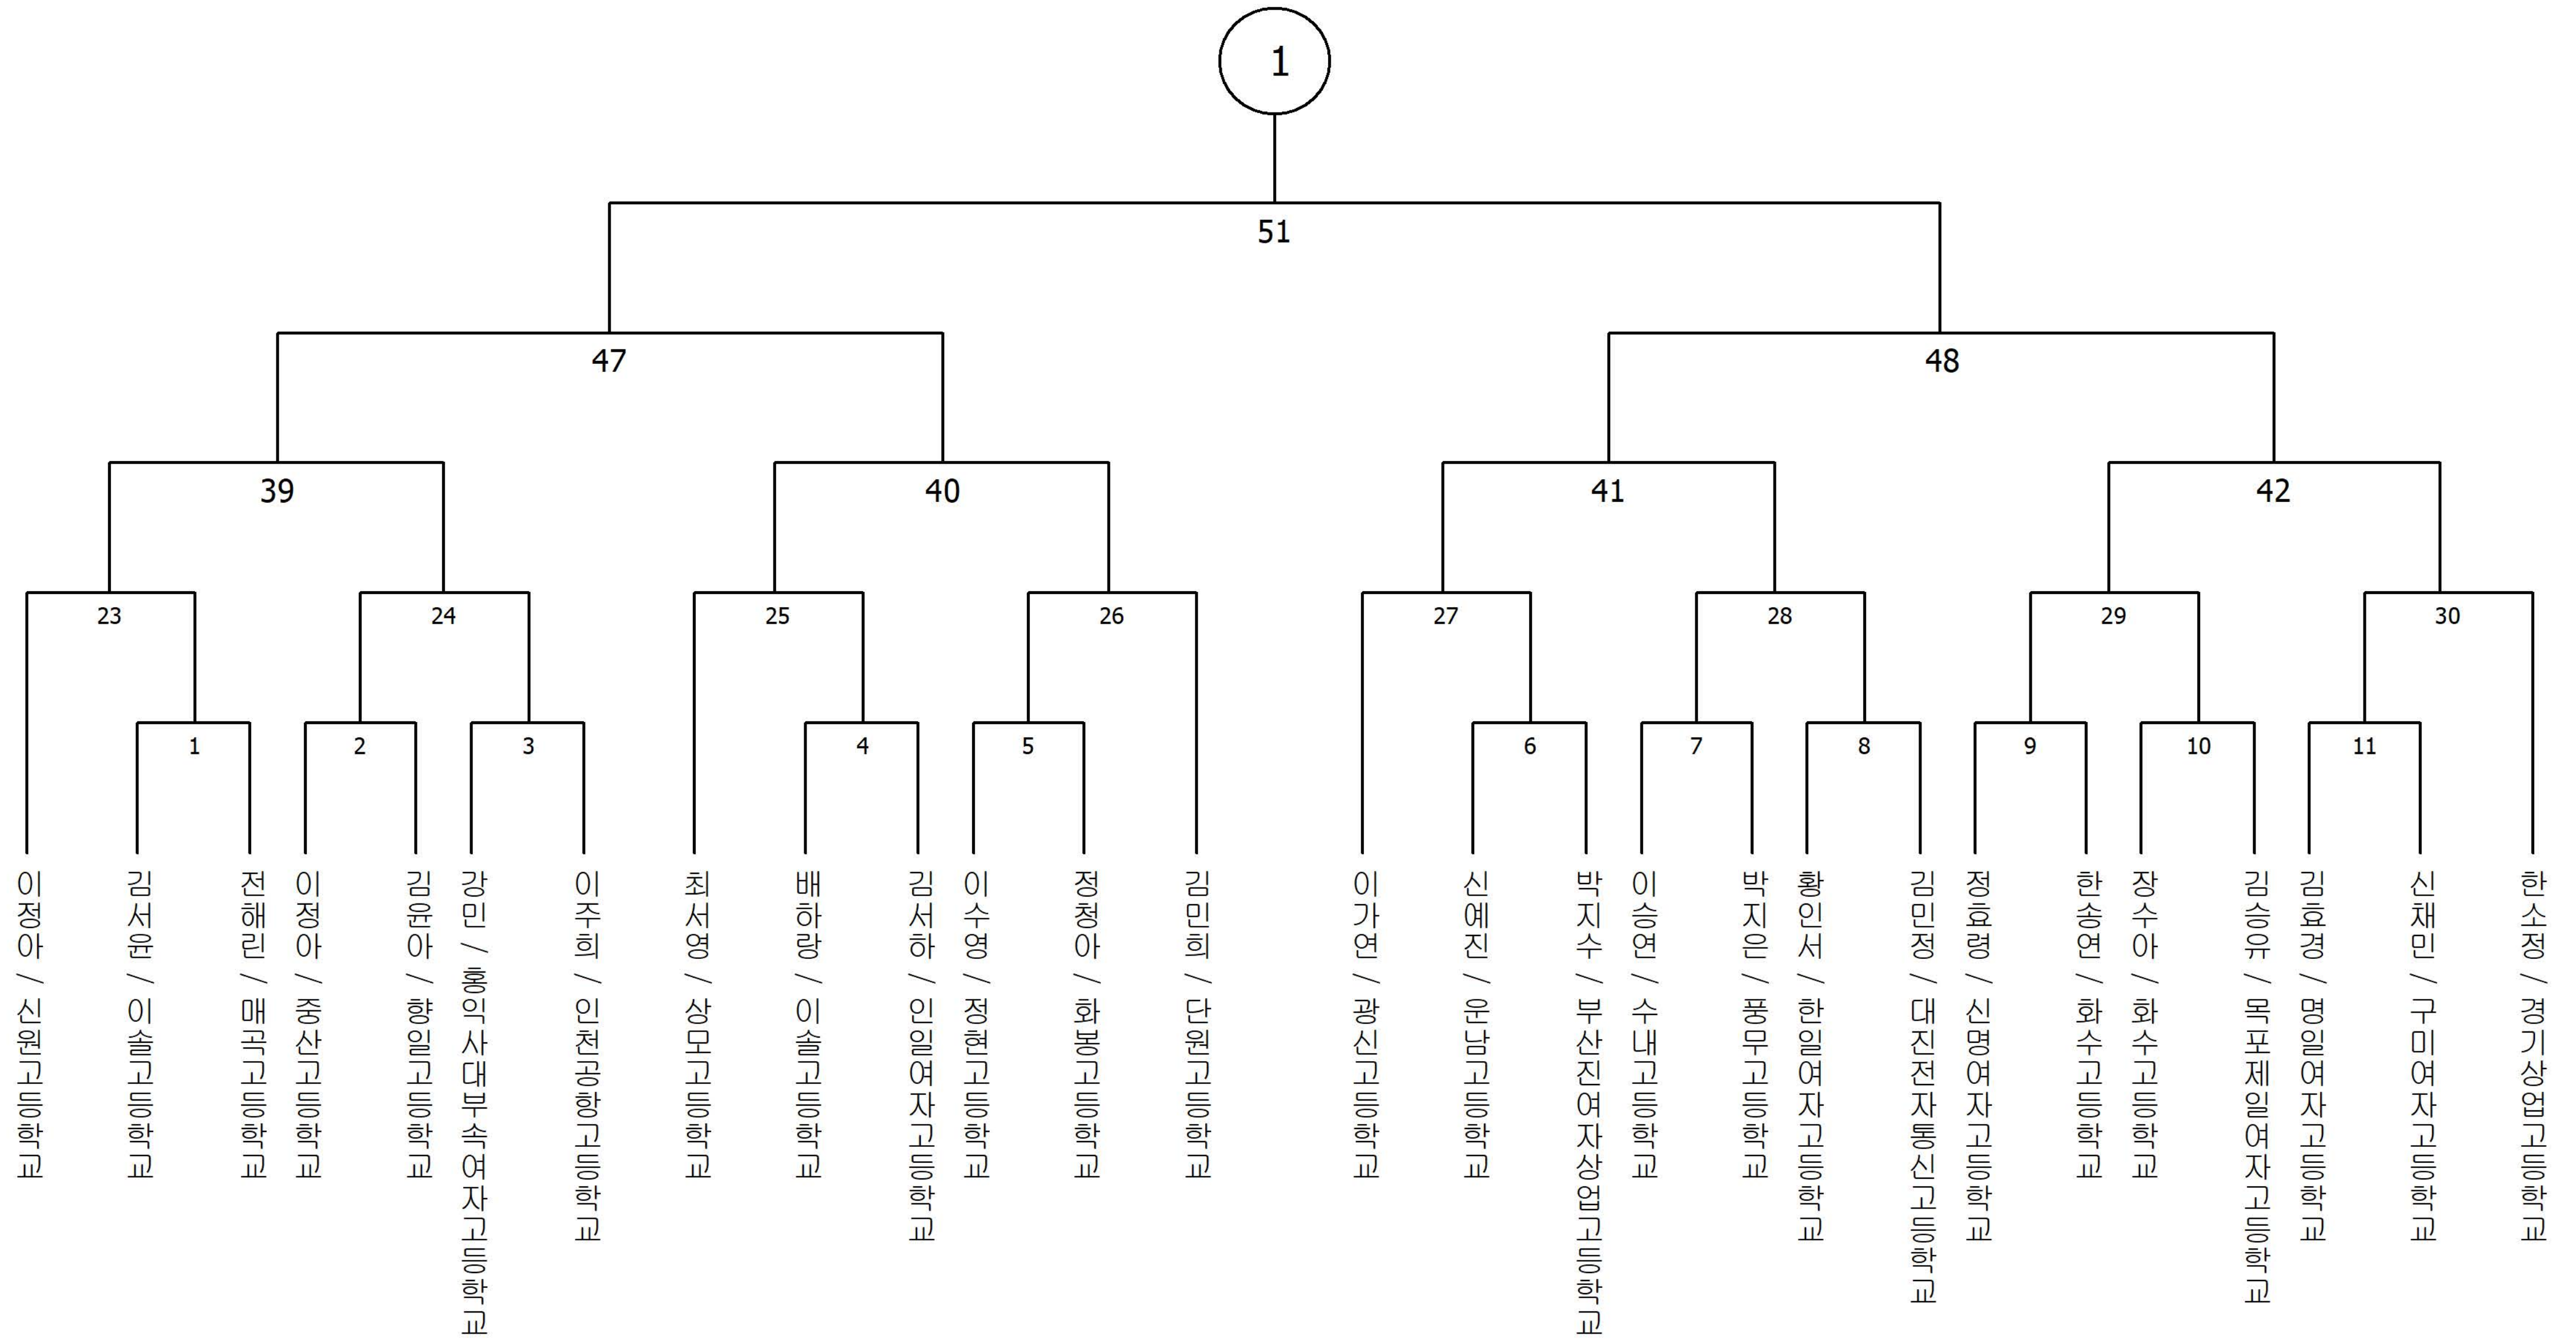 1
51
47
48
39
40
41
42
23
24
25
26
27
28
29
30
1
2
3
4
5
6
7
8
9
10
11
이정아 / 신원고등학교
김서윤 / 이솔고등학교
전해린 / 매곡고등학교
이정아 / 중산고등학교
김윤아 / 향일고등학교
강민 / 홍익사대부속여자고등학교
이주희 / 인천공항고등학교
최서영 / 상모고등학교
배하랑 / 이솔고등학교
김서하 / 인일여자고등학교
이수영 / 정현고등학교
정청아 / 화봉고등학교
김민희 / 단원고등학교
이가연 / 광신고등학교
신예진 / 운남고등학교
박지수 / 부산진여자상업고등학교
이승연 / 수내고등학교
박지은 / 풍무고등학교
황인서 / 한일여자고등학교
김민정 / 대진전자통신고등학교
정효령 / 신명여자고등학교
한송연 / 화수고등학교
장수아 / 화수고등학교
김승유 / 목포제일여자고등학교
김효경 / 명일여자고등학교
신채민 / 구미여자고등학교
한소정 / 경기상업고등학교